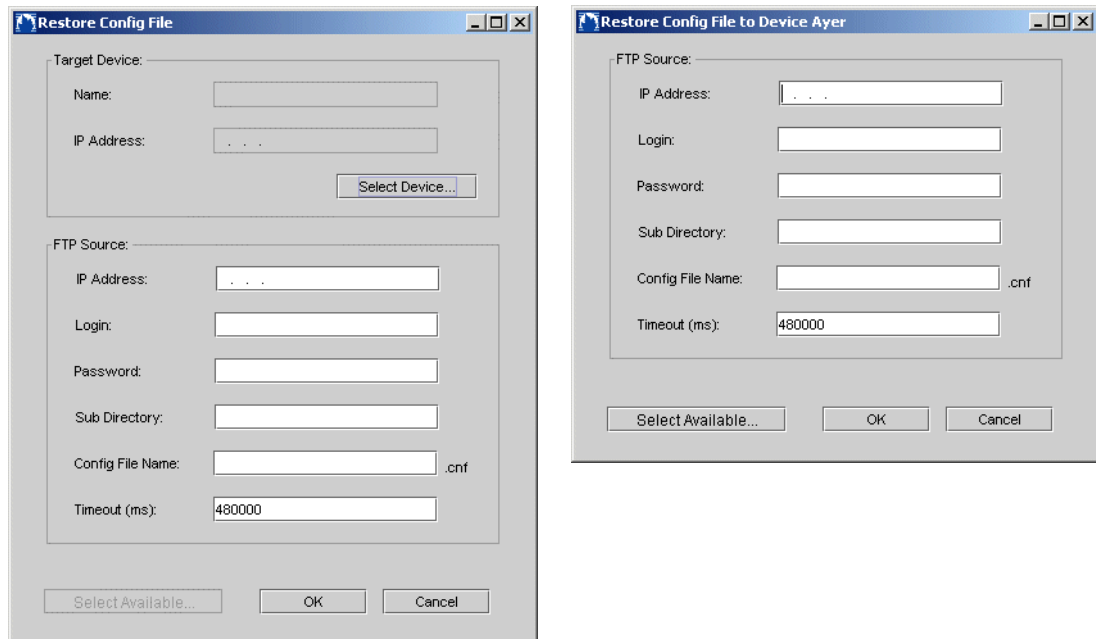 Restore Config File
Target Device:
Name:
IP Address: . . .
Select Device...
FTP Source:
IP Address: . . .
Login:
Password:
Sub Directory:
Config File Name: .cnf
Timeout (ms): 480000
Select Available...
OK
Cancel
Restore Config File to Device Ayer
FTP Source:
IP Address: . . .
Login:
Password:
Sub Directory:
Config File Name: .cnf
Timeout (ms): 480000
Select Available...
OK
Cancel